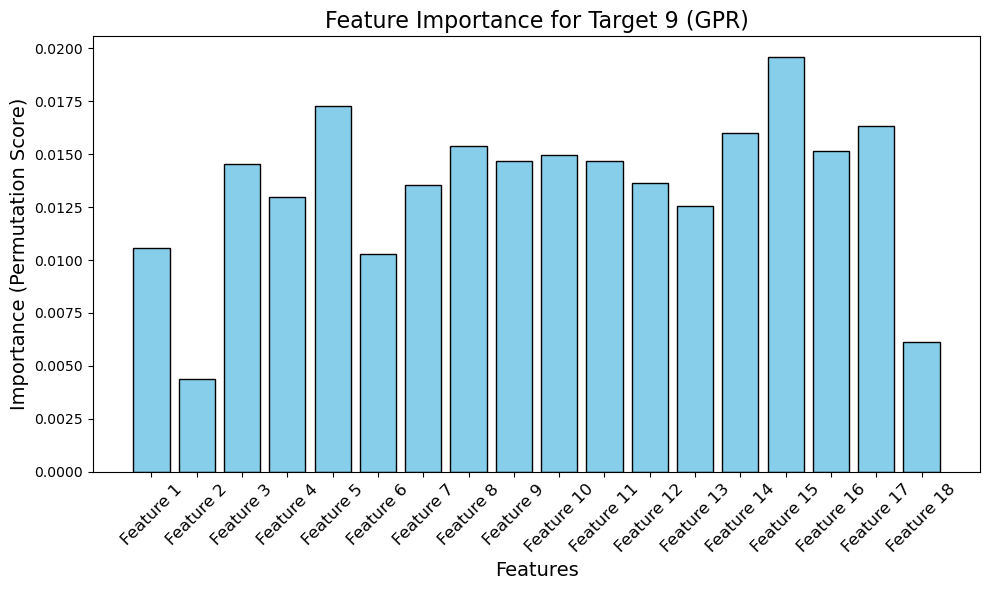 Feature Importance for Target 9 (GPR)
Importance (Permutation Score)
0.0200
0.0175
0.0150
0.0125
0.0100
0.0075
0.0050
0.0025
0.0000
Feature 1
Feature 2
Feature 3
Feature 4
Feature 5
Feature 6
Feature 7
Feature 8
Feature 9
Feature 10
Feature 11
Feature 12
Feature 13
Feature 14
Feature 15
Feature 16
Feature 17
Feature 18
Features